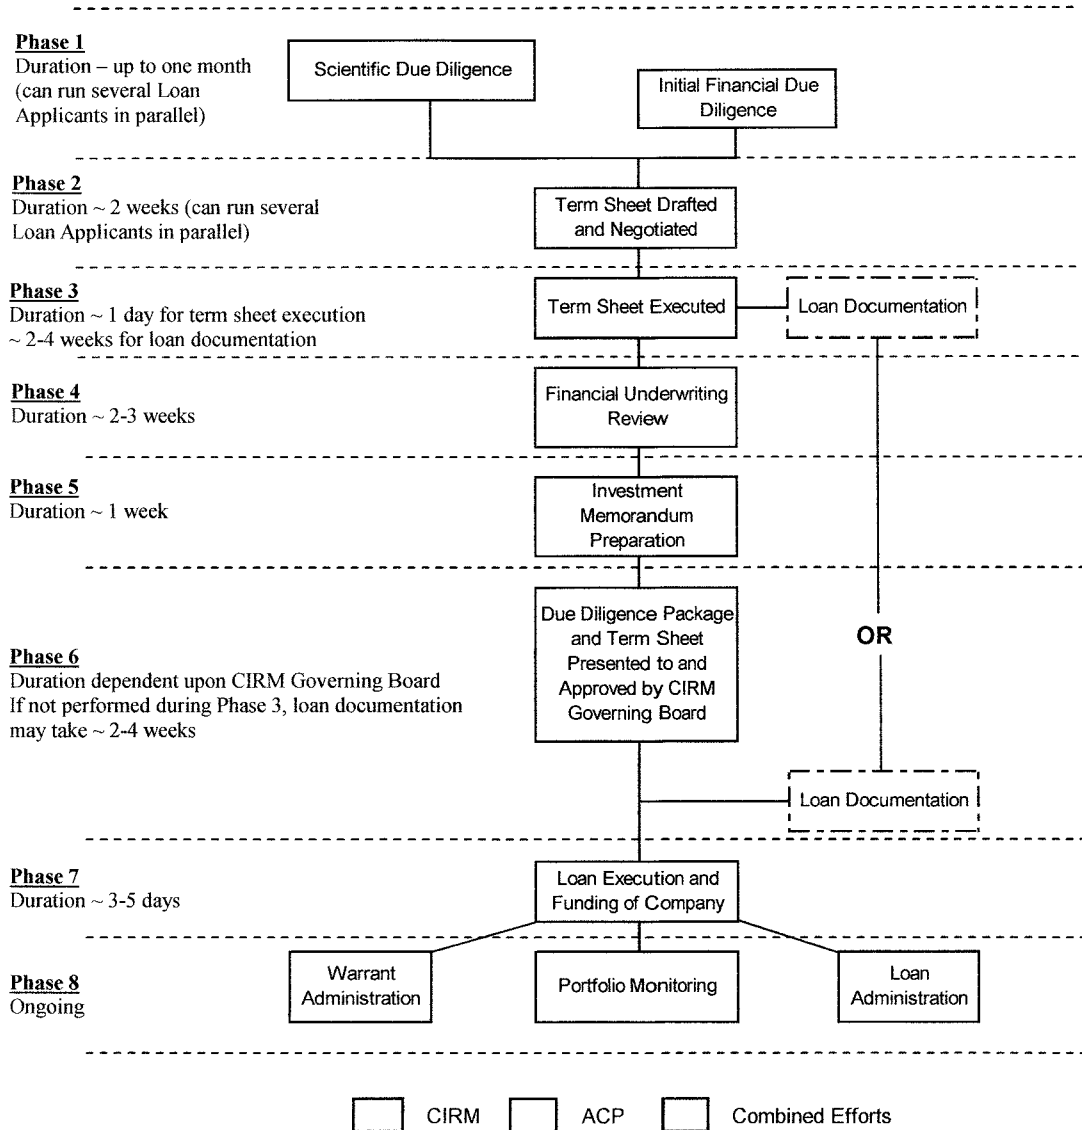 Phase 1
Duration – up to one month
(can run several Loan
Applicants in parallel)
Scientific Due Diligence
Initial Financial Due
Diligence
Phase 2
Duration ~ 2 weeks (can run several
Loan Applicants in parallel)
Term Sheet Drafted
and Negotiated
Phase 3
Duration ~ 1 day for term sheet execution
~ 2-4 weeks for loan documentation
Term Sheet Executed
Loan Documentation
Phase 4
Duration ~ 2-3 weeks
Financial Underwriting
Review
Phase 5
Duration ~ 1 week
Investment
Memorandum
Preparation
Phase 6
Duration dependent upon CIRM Governing Board
If not performed during Phase 3, loan documentation
may take ~ 2-4 weeks
Due Diligence Package
and Term Sheet
Presented to and
Approved by CIRM
Governing Board
OR
Loan Documentation
Phase 7
Duration ~ 3-5 days
Loan Execution and
Funding of Company
Phase 8
Ongoing
Warrant
Administration
Portfolio Monitoring
Loan
Administration
CIRM
ACP
Combined Efforts